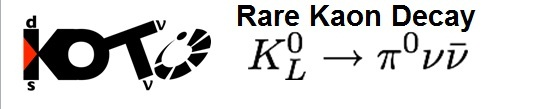 d
s
KOTO
ν
ν
Rare Kaon Decay
K_L^0 → π^0 ν ν̄